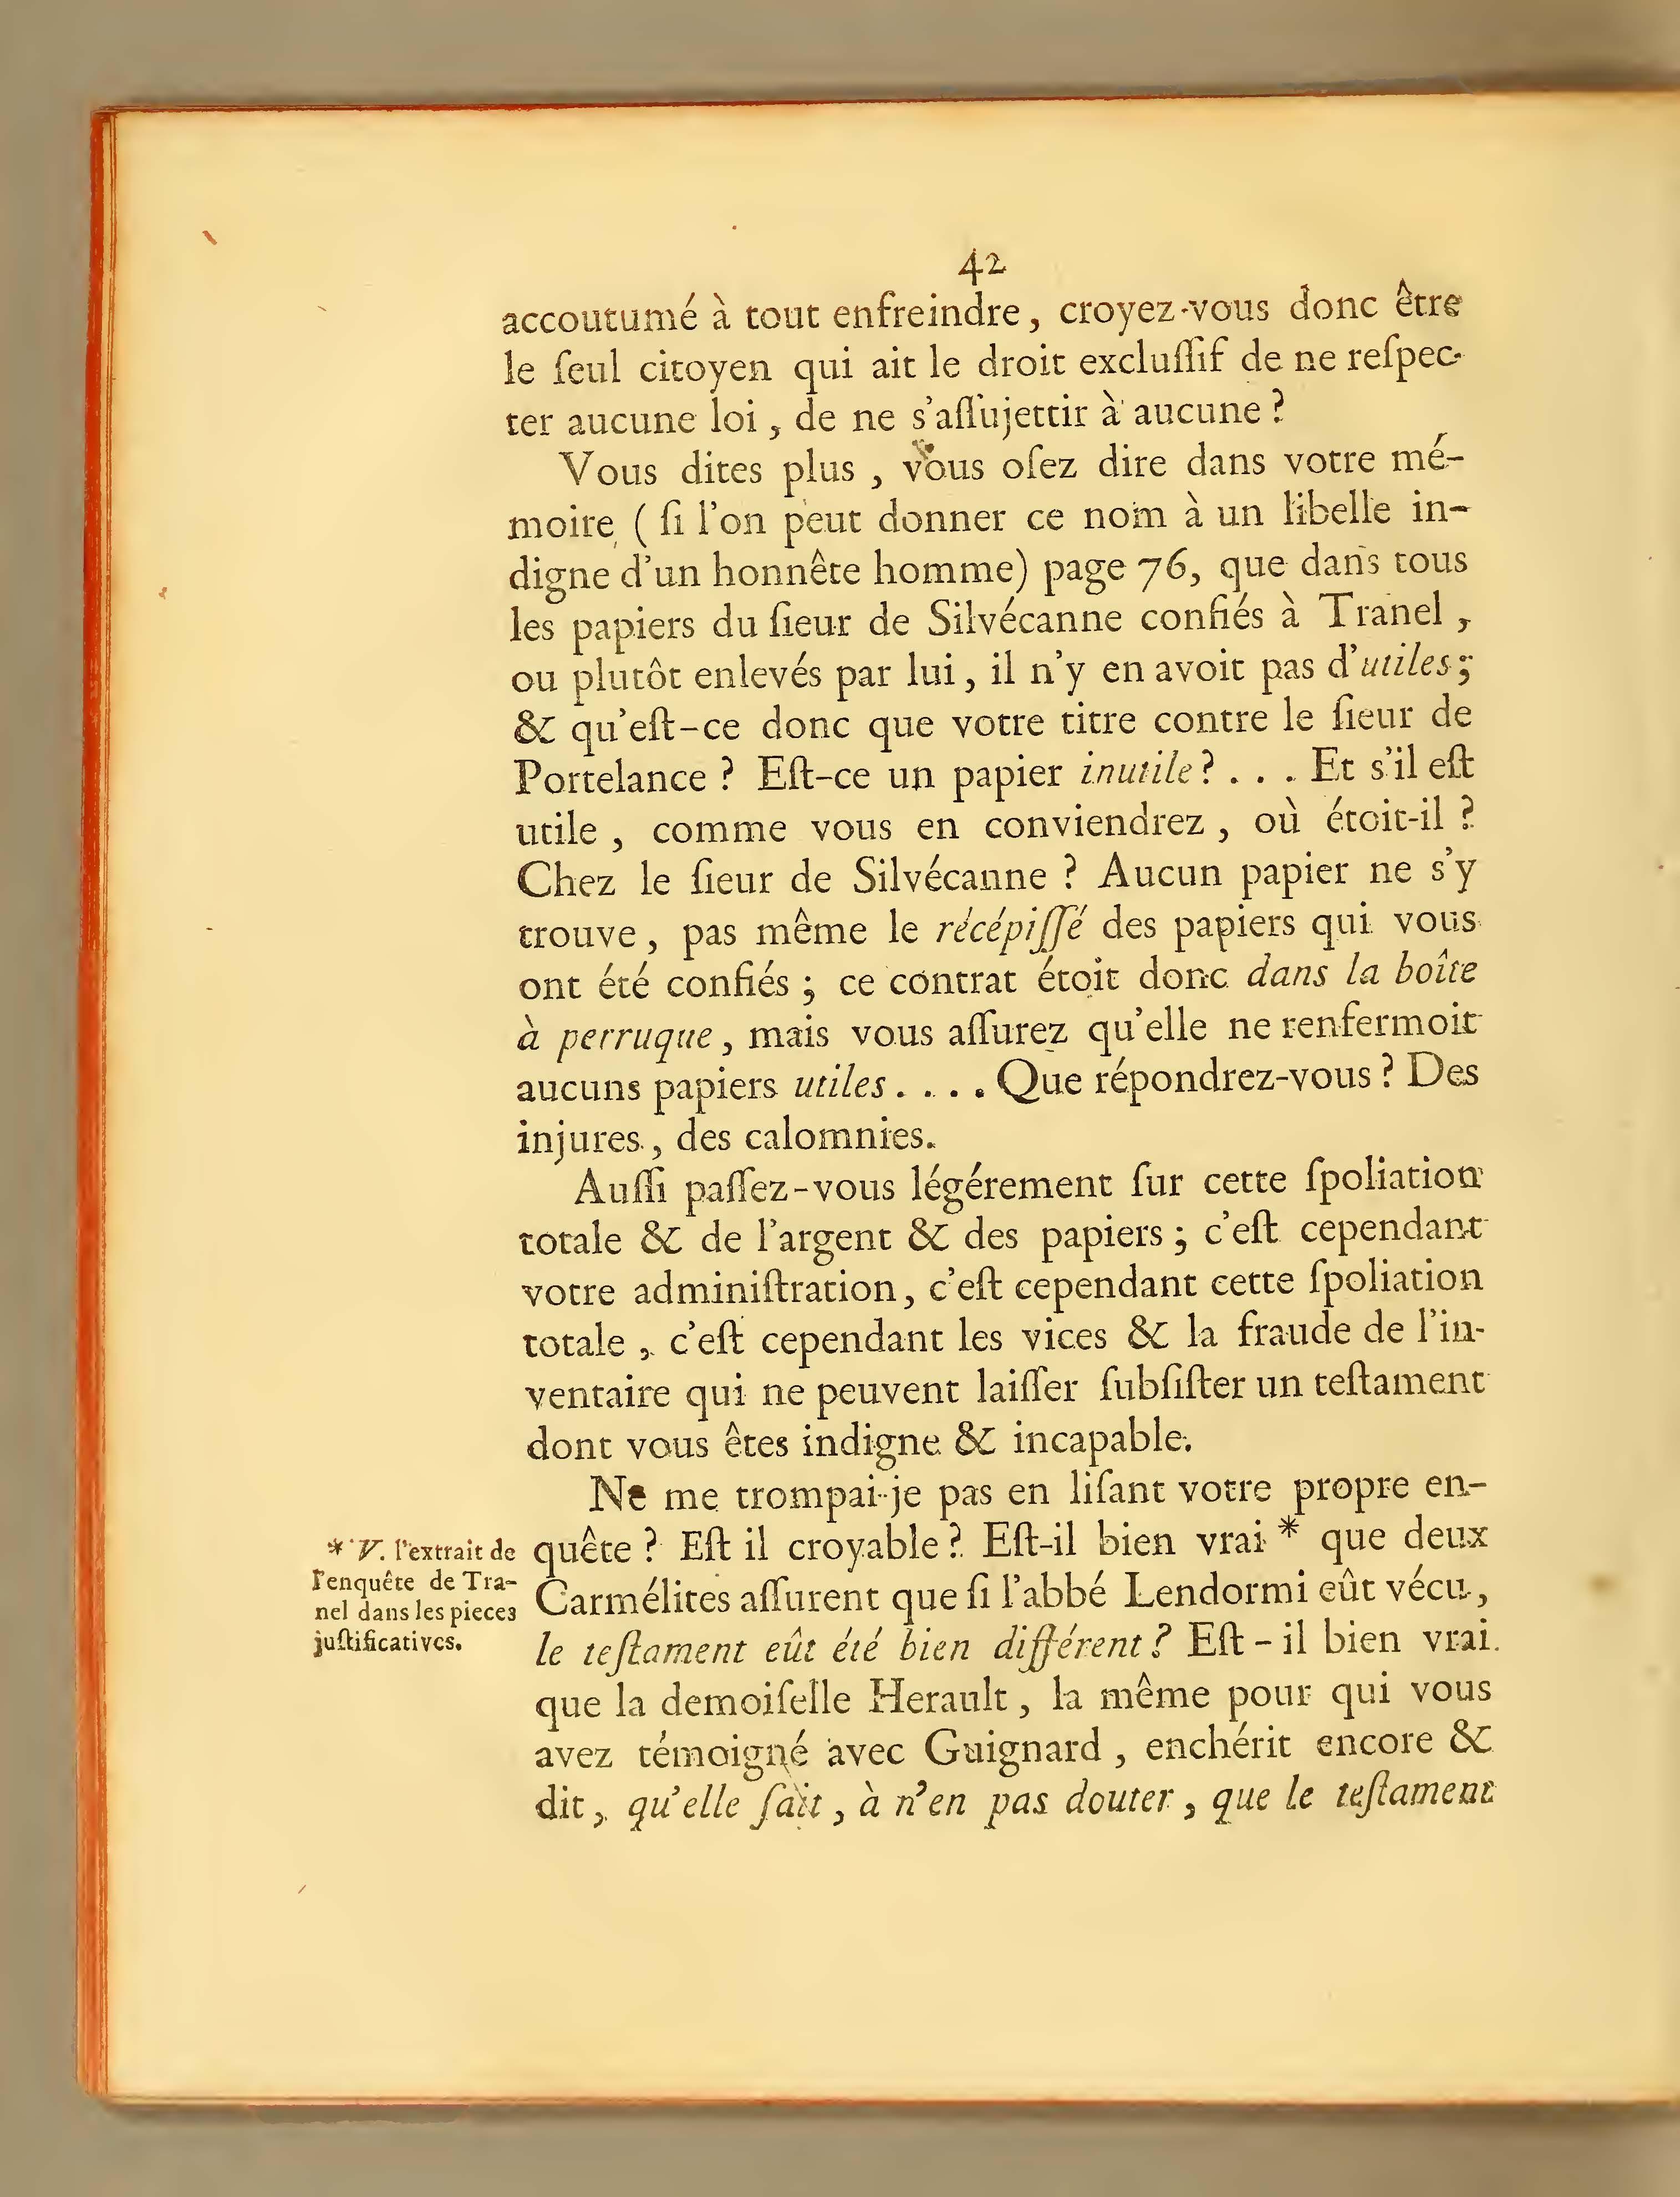 42
accoutumé à tout enfreindre, croyez-vous donc être
le ſeul citoyen qui ait le droit excluſſif de ne reſpec-
ter aucune loi, de ne s'aſſujettir à aucune ?
Vous dites plus, vous oſez dire dans votre mé-
moire ( ſi l'on peut donner ce nom à un libelle in-
digne d'un honnête homme) page 76, que dans tous
les papiers du ſieur de Silvécanne confiés à Tranel,
ou plutôt enlevés par lui, il n'y en avoit pas d'utiles;
& qu'eſt-ce donc que votre titre contre le ſieur de
Portelance ? Eſt-ce un papier inutile ? . . . Et s'il eſt
utile, comme vous en conviendrez, où étoit-il ?
Chez le ſieur de Silvécanne ? Aucun papier ne s'y
trouve, pas même le récépiſſé des papiers qui vous
ont été confiés ; ce contrat étoit donc dans la boîte
à perruque, mais vous aſſurez qu'elle ne renfermoit
aucuns papiers utiles . . . . Que répondrez-vous ? Des
injures, des calomnies.
Auſſi paſſez-vous légérement ſur cette ſpoliation
totale & de l'argent & des papiers ; c'eſt cependant
votre adminiſtration, c'eſt cependant cette ſpoliation
totale, c'eſt cependant les vices & la fraude de l'in-
ventaire qui ne peuvent laiſſer ſubſiſter un teſtament
dont vous êtes indigne & incapable.
Ne me trompai-je pas en liſant votre propre en-
quête ? Eſt il croyable ? Eſt-il bien vrai * que deux
Carmélites aſſurent que ſi l'abbé Lendormi eût vécu,
le teſtament eût été bien différent ? Eſt-il bien vrai
que la demoiſelle Herault, la même pour qui vous
avez témoigné avec Guignard, enchérit encore &
dit, qu'elle ſait, à n'en pas douter, que le teſtament
* V. l'extrait de
l'enquête de Tra-
nel dans les pieces
juſtificatives.